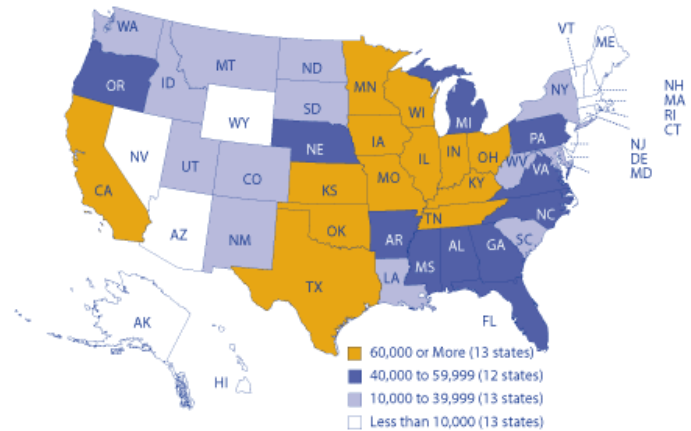 WA
VT
ME
MT
ND
OR
ID
MN
NH
SD
WI
NY
MA
WY
MI
RI
CT
IA
PA
NE
NJ
NV
IL
IN
OH
DE
UT
WV
VA
MD
CO
MO
CA
KS
KY
NC
TN
AZ
NM
OK
AR
SC
MS
AL
GA
LA
TX
AK
FL
HI
60,000 or More (13 states)
40,000 to 59,999 (12 states)
10,000 to 39,999 (13 states)
Less than 10,000 (13 states)